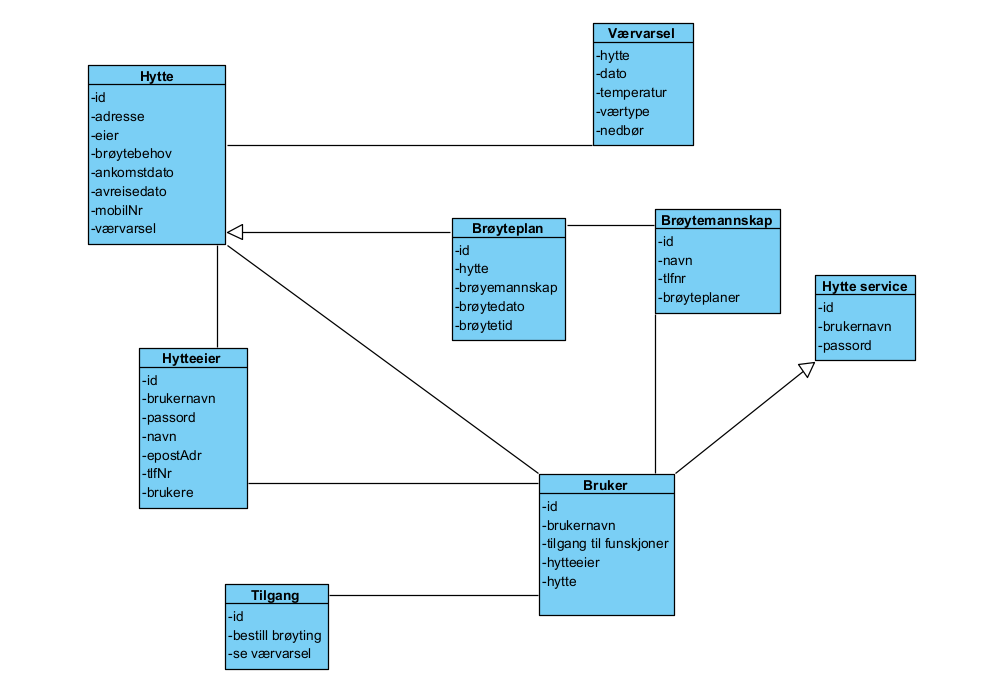 Værvarsel
-hytte
-dato
-temperatur
-værtype
-nedbør
Hytte
-id
-adresse
-eier
-brøytebehov
-ankomstdato
-avreisedato
-mobilNr
-værvarsel
Brøyteplan
-id
-hytte
-brøyemannskap
-brøytedato
-brøytetid
Brøytemannskap
-id
-navn
-tlfnr
-brøyteplaner
Hytte service
-id
-brukernavn
-passord
Hytteeier
-id
-brukernavn
-passord
-navn
-epostAdr
-tlfNr
-brukere
Bruker
-id
-brukernavn
-tilgang til funskjoner
-hytteeier
-hytte
Tilgang
-id
-bestill brøyting
-se værvarsel